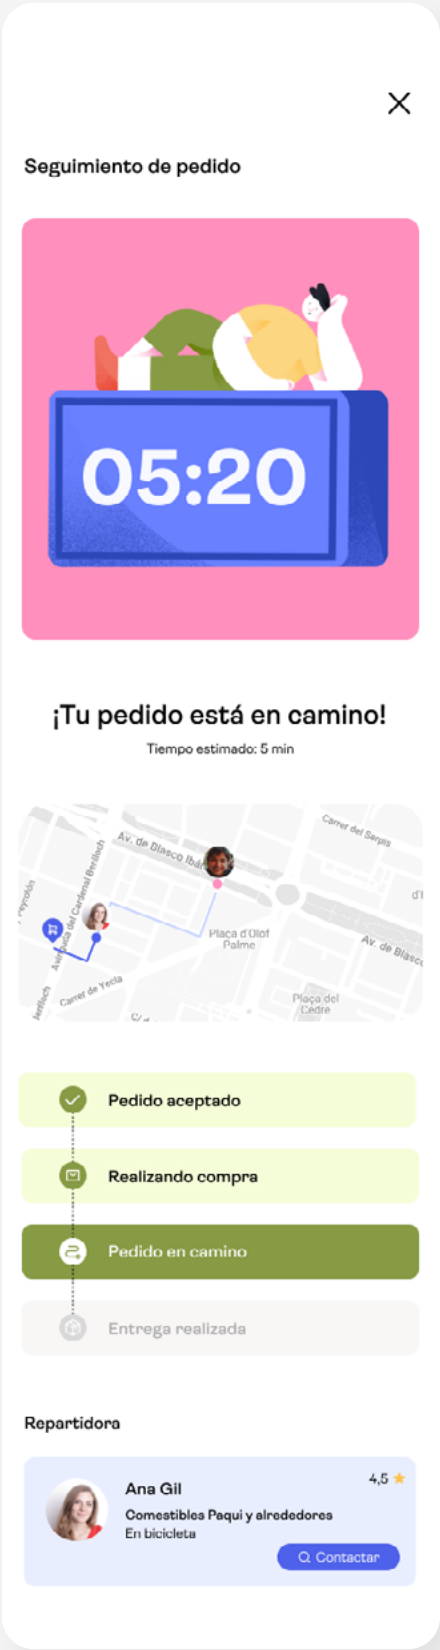 Seguimiento de pedido
05:20
¡Tu pedido está en camino!
Tiempo estimado: 5 min
Carrer del Serpis
Av. de Blasco Ibáñ
Avinguda del Cardenal Benlloch
Plaça d'Olof
Palme
Av. de Blasco
Carrer de Yecla
Plaça del
Cedre
Benlloch
C/ d
Pedido aceptado
Realizando compra
Pedido en camino
Entrega realizada
Repartidora
4,5
Ana Gil
Comestibles Paqui y alrededores
En bicicleta
Contactar